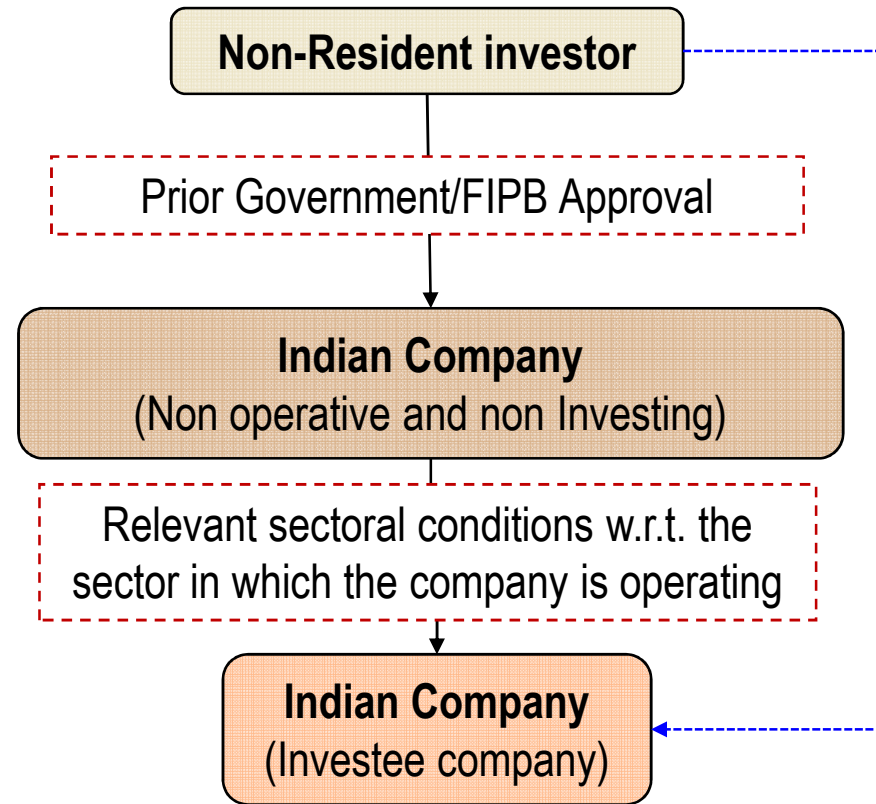 Non-Resident investor
Prior Government/FIPB Approval
Indian Company
(Non operative and non Investing)
Relevant sectoral conditions w.r.t. the
sector in which the company is operating
Indian Company
(Investee company)